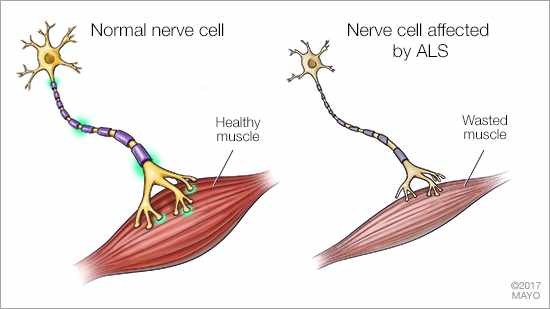 Normal nerve cell
Nerve cell affected
by ALS
Healthy
muscle
Wasted
muscle
©2017
MAYO